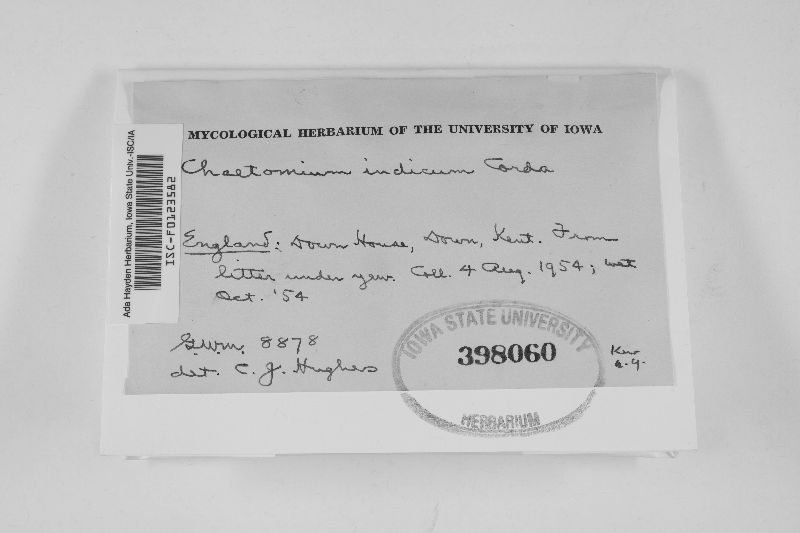 MYCOLOGICAL HERBARIUM OF THE UNIVERSITY OF IOWA
Chaetomium indicum Corda
England: Down House, Down, Kent. From
litter under yew. Coll. 4 Aug. 1954; wet
Oct. '54
G.W.M. 8878
det. C. J. Hughes
IOWA STATE UNIVERSITY
398060
HERBARIUM
Kew
Ada Hayden Herbarium, Iowa State Univ.-ISC/IA
ISC-F0123582